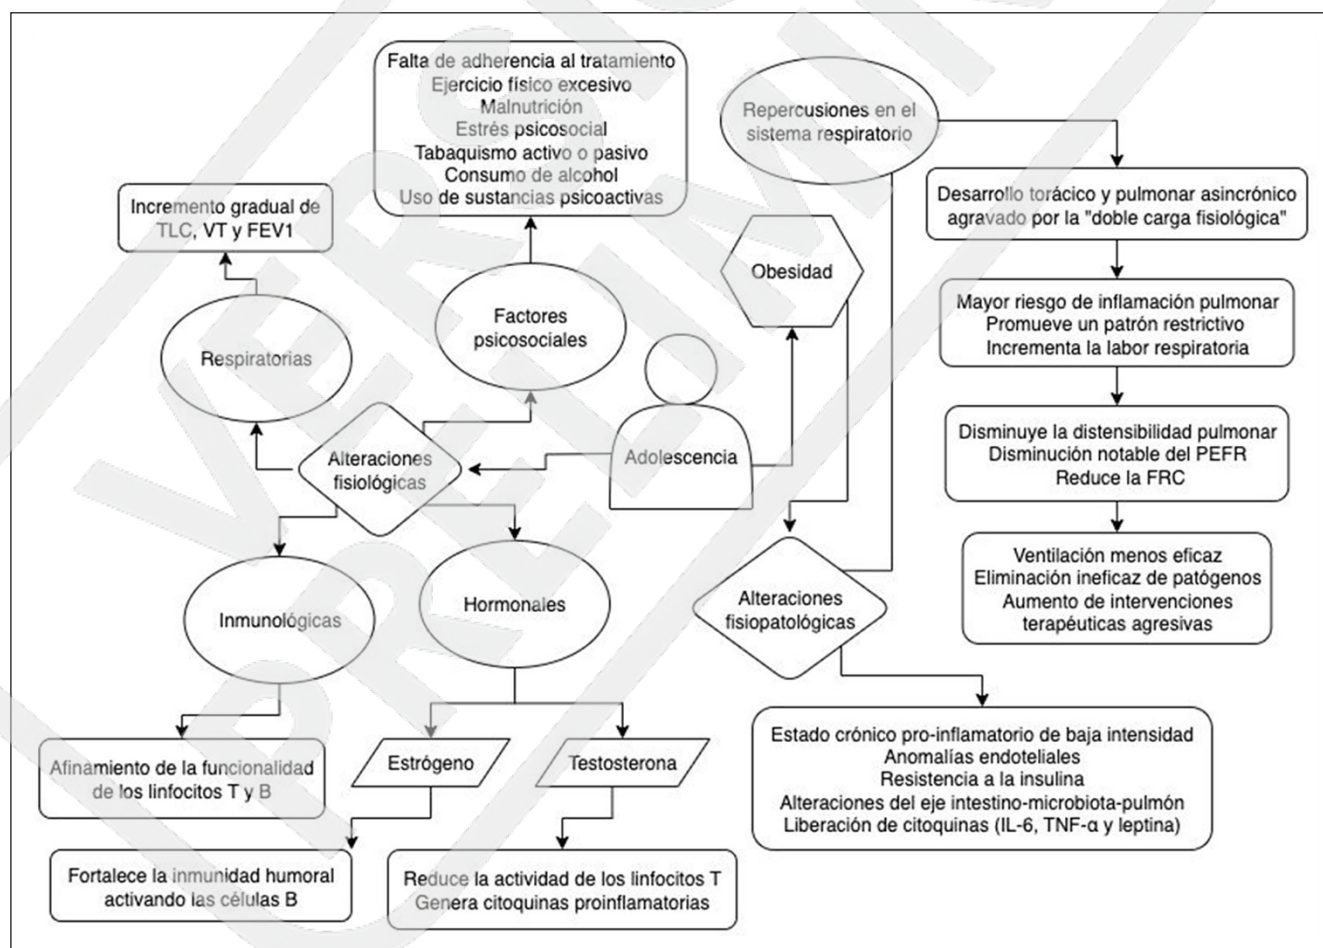 Falta de adherencia al tratamiento
Ejercicio físico excesivo
Malnutrición
Estrés psicosocial
Tabaquismo activo o pasivo
Consumo de alcohol
Uso de sustancias psicoactivas
Repercusiones en el
sistema respiratorio
Incremento gradual de
TLC, VT y FEV1
Desarrollo torácico y pulmonar asincrónico
agravado por la "doble carga fisiológica"
Obesidad
Factores
psicosociales
Respiratorias
Mayor riesgo de inflamación pulmonar
Promueve un patrón restrictivo
Incrementa la labor respiratoria
Alteraciones
fisiológicas
Adolescencia
Disminuye la distensibilidad pulmonar
Disminución notable del PEFR
Reduce la FRC
Inmunológicas
Hormonales
Alteraciones
fisiopatológicas
Ventilación menos eficaz
Eliminación ineficaz de patógenos
Aumento de intervenciones
terapéuticas agresivas
Afinamiento de la funcionalidad
de los linfocitos T y B
Estrógeno
Testosterona
Estado crónico pro-inflamatorio de baja intensidad
Anomalías endoteliales
Resistencia a la insulina
Alteraciones del eje intestino-microbiota-pulmón
Liberación de citoquinas (IL-6, TNF-α y leptina)
Fortalece la inmunidad humoral
activando las células B
Reduce la actividad de los linfocitos T
Genera citoquinas proinflamatorias